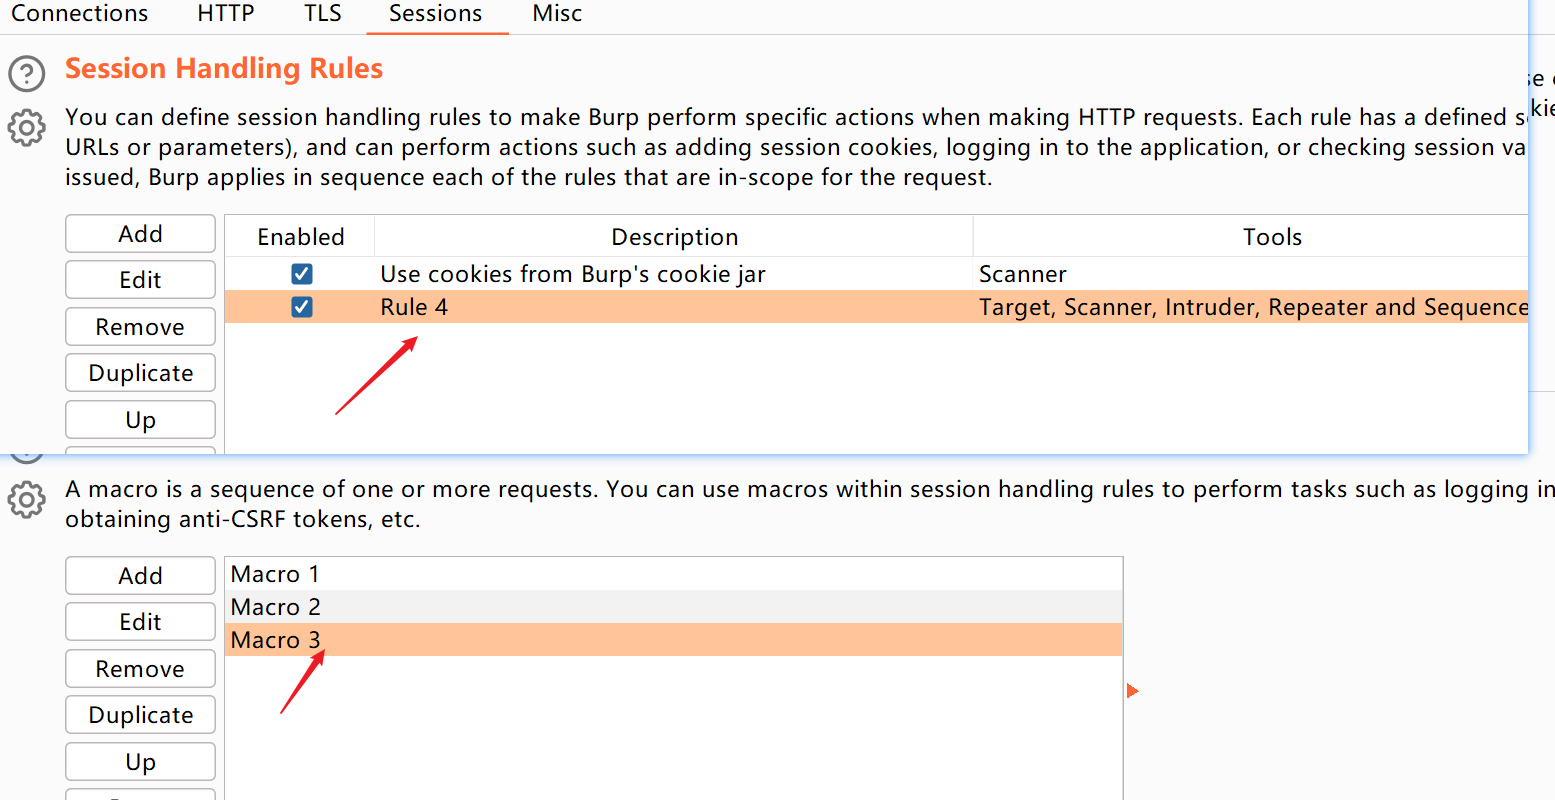 Connections HTTP TLS Sessions Misc
Session Handling Rules
You can define session handling rules to make Burp perform specific actions when making HTTP requests. Each rule has a defined
URLs or parameters), and can perform actions such as adding session cookies, logging in to the application, or checking session va
issued, Burp applies in sequence each of the rules that are in-scope for the request.
Add
Edit
Remove
Duplicate
Up
Enabled Description Tools
Use cookies from Burp's cookie jar Scanner
Rule 4 Target, Scanner, Intruder, Repeater and Sequence
A macro is a sequence of one or more requests. You can use macros within session handling rules to perform tasks such as logging in
obtaining anti-CSRF tokens, etc.
Add
Edit
Remove
Duplicate
Up
Macro 1
Macro 2
Macro 3